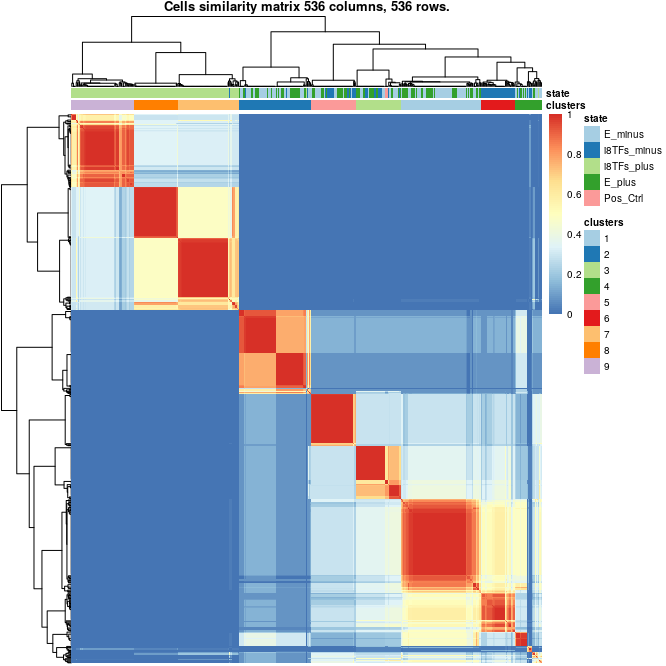 Cells similarity matrix 536 columns, 536 rows.
state
clusters
1
0.8
0.6
0.4
0.2
0
state
E_minus
I8TFs_minus
I8TFs_plus
E_plus
Pos_Ctrl
clusters
1
2
3
4
5
6
7
8
9